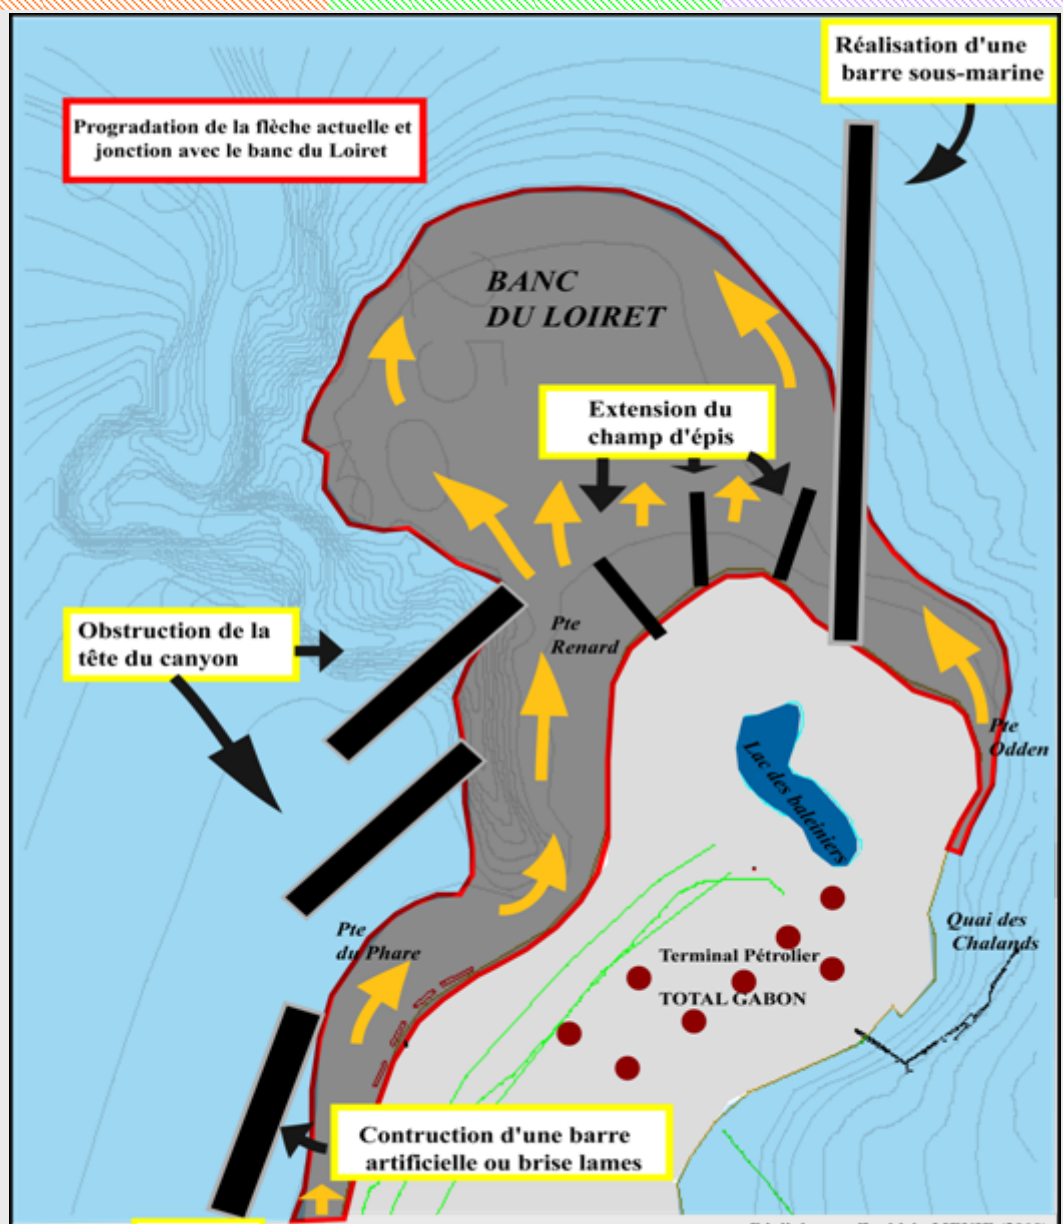 Réalisation d'une
barre sous-marine
Progradation de la flèche actuelle et
jonction avec le banc du Loiret
BANC
DU LOIRET
Extension du
champ d'épis
Obstruction de la
tête du canyon
Pte
Renard
Pte
Odden
Lac des baleiniers
Pte
du Phare
Quai des
Chalands
Terminal Pétrolier
TOTAL GABON
Contruction d'une barre
artificielle ou brise lames